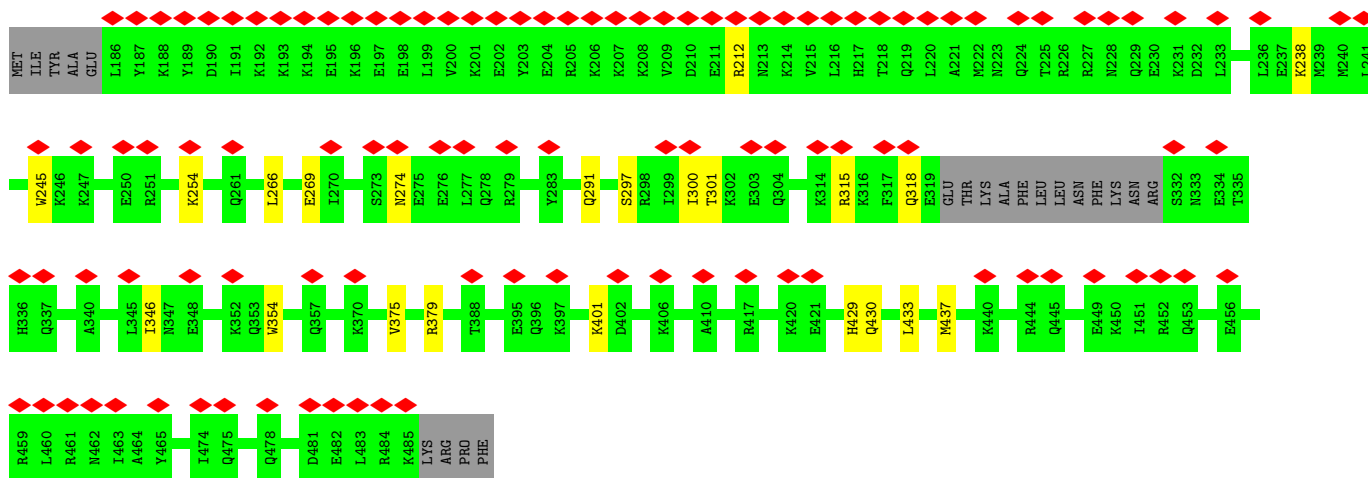 MET ILE TYR ALA GLU L186 Y187 K188 Y189 D190 I191 K192 K193 K194 E195 K196 E197 E198 L199 V200 K201 E202 Y203 E204 R205 K206 K207 K208 V209 D210 E211 R212 N213 K214 V215 L216 H217 T218 Q219 L220 A221 M222 N223 Q224 T225 R226 R227 N228 Q229 E230 K231 D232 L233 L236 E237 K238 M239 M240 L241
W245 K246 K247 E250 R251 K254 Q261 L266 E269 I270 S273 N274 E275 E276 L277 Q278 R279 Y283 Q291 S297 R298 I299 I300 T301 K302 E303 Q304 K314 R315 K316 F317 Q318 E319 GLU THR LYS ALA PHE LEU LEU ASN PHE LYS ASN ARG S332 N333 E334 T335
H336 Q337 A340 L345 I346 N347 E348 K352 Q353 W354 Q357 K370 V375 R379 T388 E395 Q396 K397 K401 D402 K406 A410 R417 K420 E421 H429 Q430 L433 M437 K440 R444 Q445 E449 K450 I451 R452 Q453 E456
R459 L460 R461 N462 I463 A464 Y465 I474 Q475 Q478 D481 E482 L483 R484 K485 LYS ARG PRO PHE